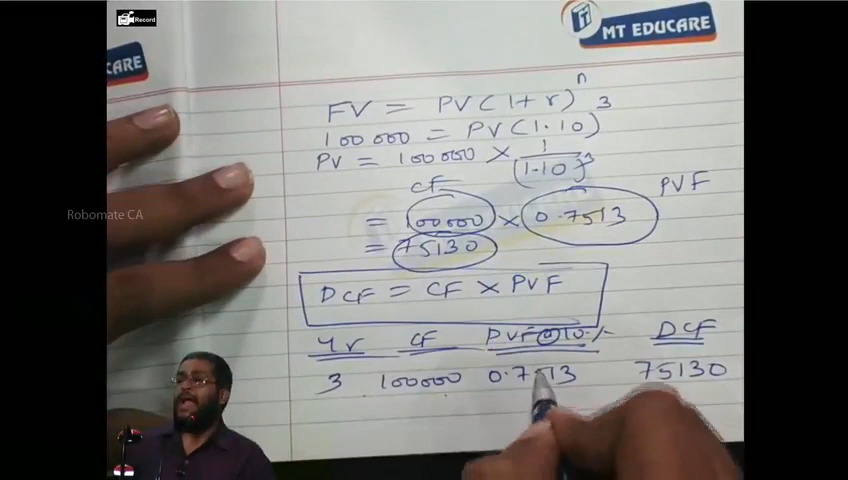 Record
MT EDUCARE
CARE
FV = PV(1+r)^n
100000 = PV(1.10)^3
PV = 100000 × 1/(1.10)^3
CF PVF
= 100000 × 0.7513
= 75130
DCF = CF × PVF
Yr CF PVF@10% DCF
3 100000 0.7513 75130
Robomate CA